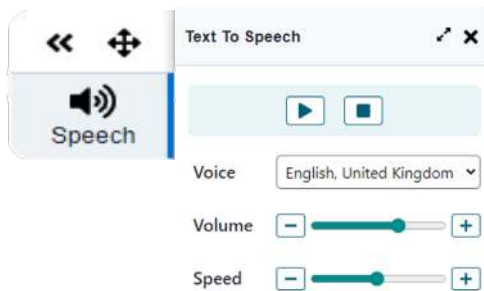 Text To Speech
Speech
Voice English, United Kingdom
Volume
Speed